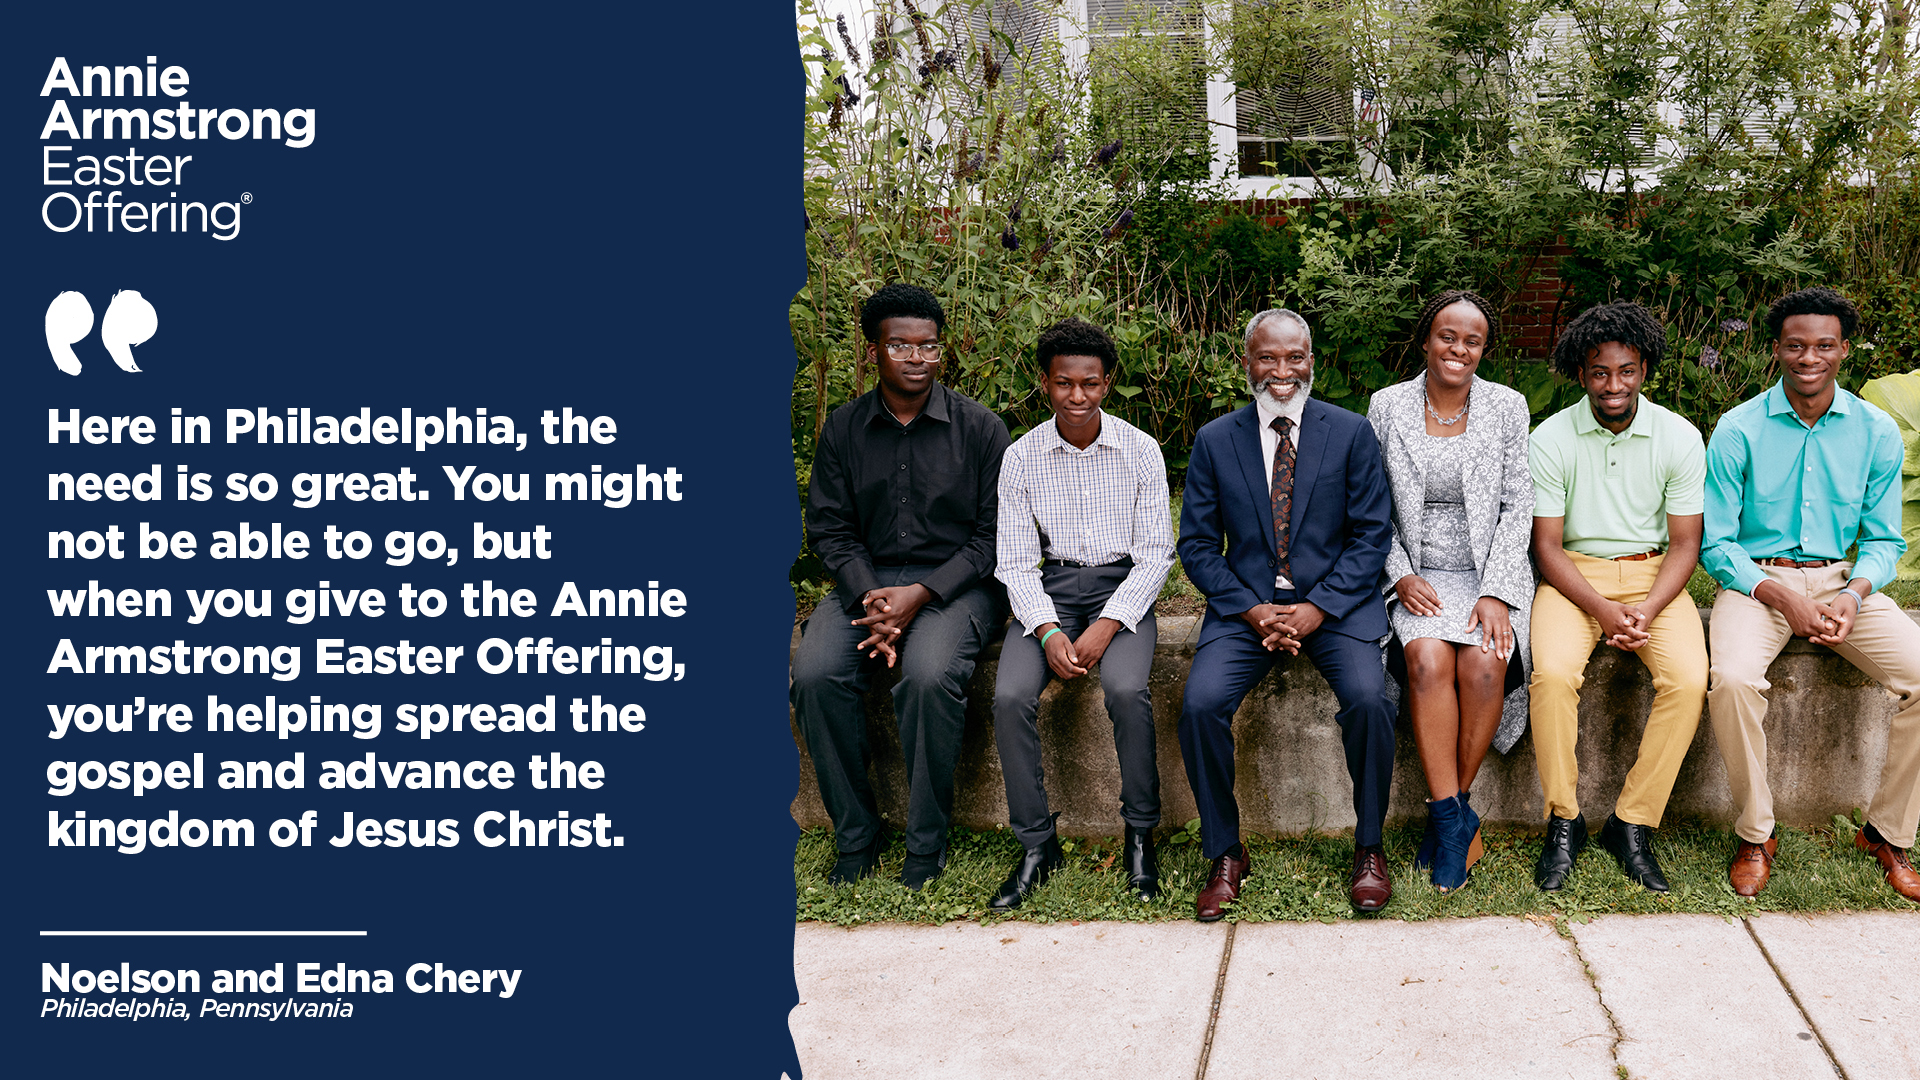 Annie
Armstrong
Easter
Offering®
Here in Philadelphia, the
need is so great. You might
not be able to go, but
when you give to the Annie
Armstrong Easter Offering,
you’re helping spread the
gospel and advance the
kingdom of Jesus Christ.
Noelson and Edna Chery
Philadelphia, Pennsylvania